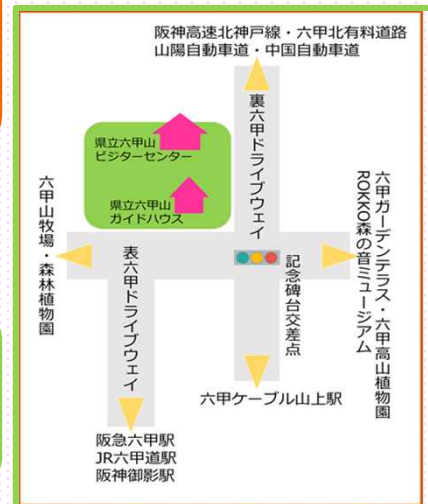 阪神高速北神戸線・六甲北有料道路
山陽自動車道・中国自動車道
裏六甲ドライブウェイ
県立六甲山
ビジターセンター
県立六甲山
ガイドハウス
六甲山牧場・森林植物園
表六甲ドライブウェイ
記念碑台交差点
六甲ガーデンテラス・六甲高山植物園
ROKKO森の音ミュージアム
六甲ケーブル山上駅
阪急六甲駅
JR六甲道駅
阪神御影駅